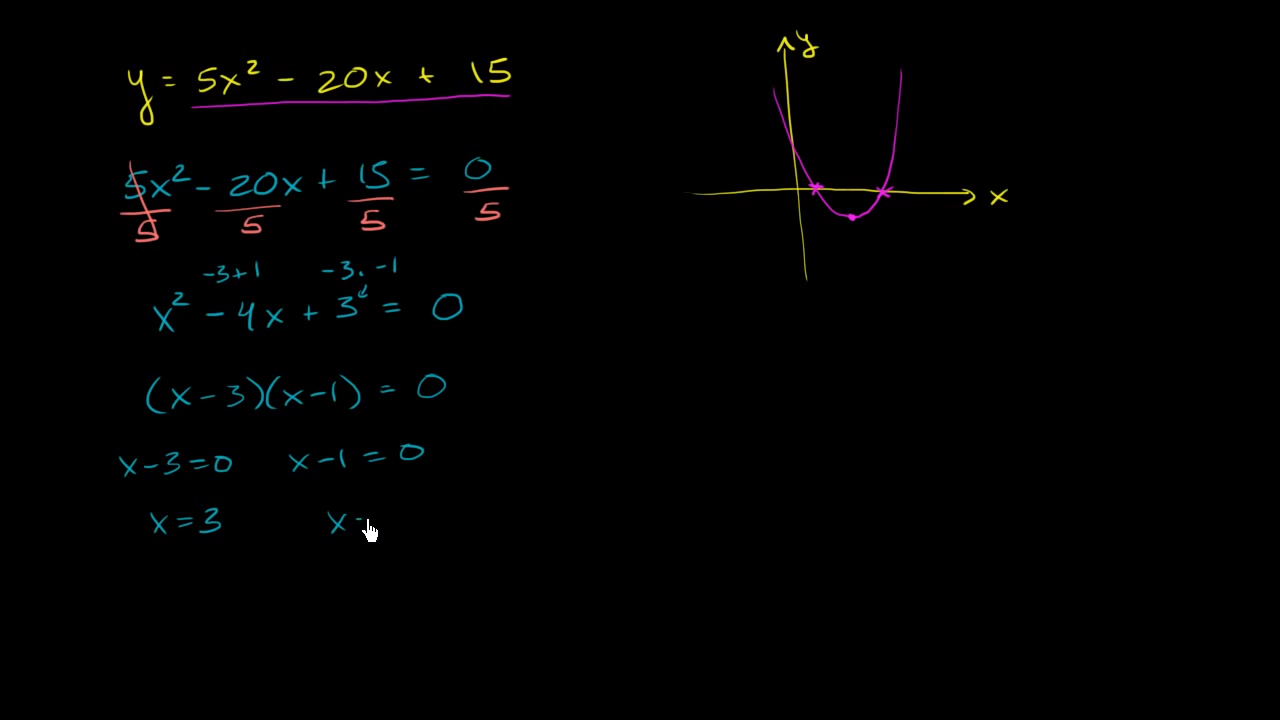 y = 5x² - 20x + 15
5x²/5 - 20x/5 + 15/5 = 0/5
-3+1 -3·-1
x² - 4x + 3 = 0
(x-3)(x-1) = 0
x-3=0 x-1=0
x=3 x-
y
x